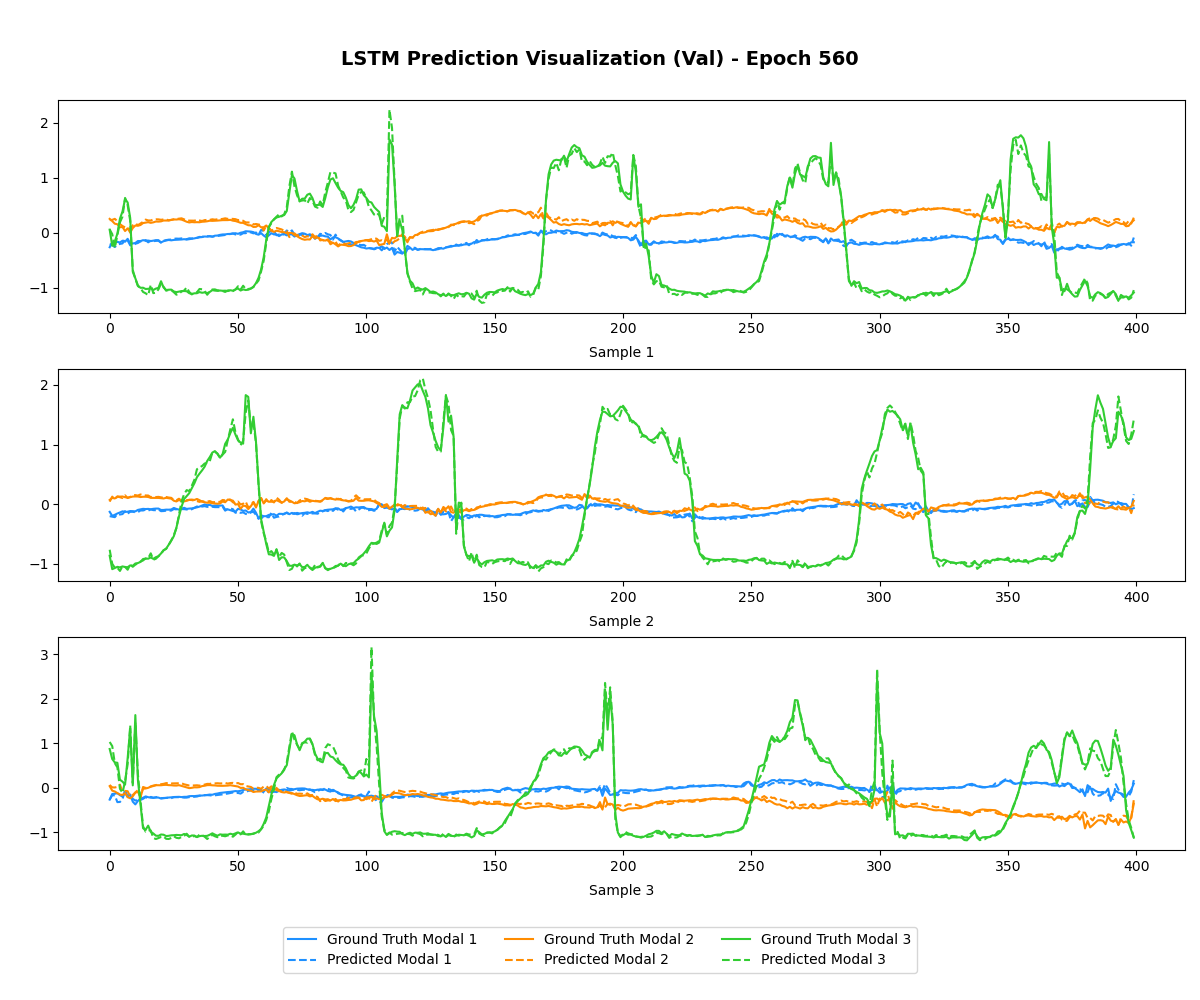 LSTM Prediction Visualization (Val) - Epoch 560
2
1
0
−1
0 50 100 150 200 250 300 350 400
Sample 1
2
1
0
−1
0 50 100 150 200 250 300 350 400
Sample 2
3
2
1
0
−1
0 50 100 150 200 250 300 350 400
Sample 3
Ground Truth Modal 1 Ground Truth Modal 2 Ground Truth Modal 3
Predicted Modal 1 Predicted Modal 2 Predicted Modal 3